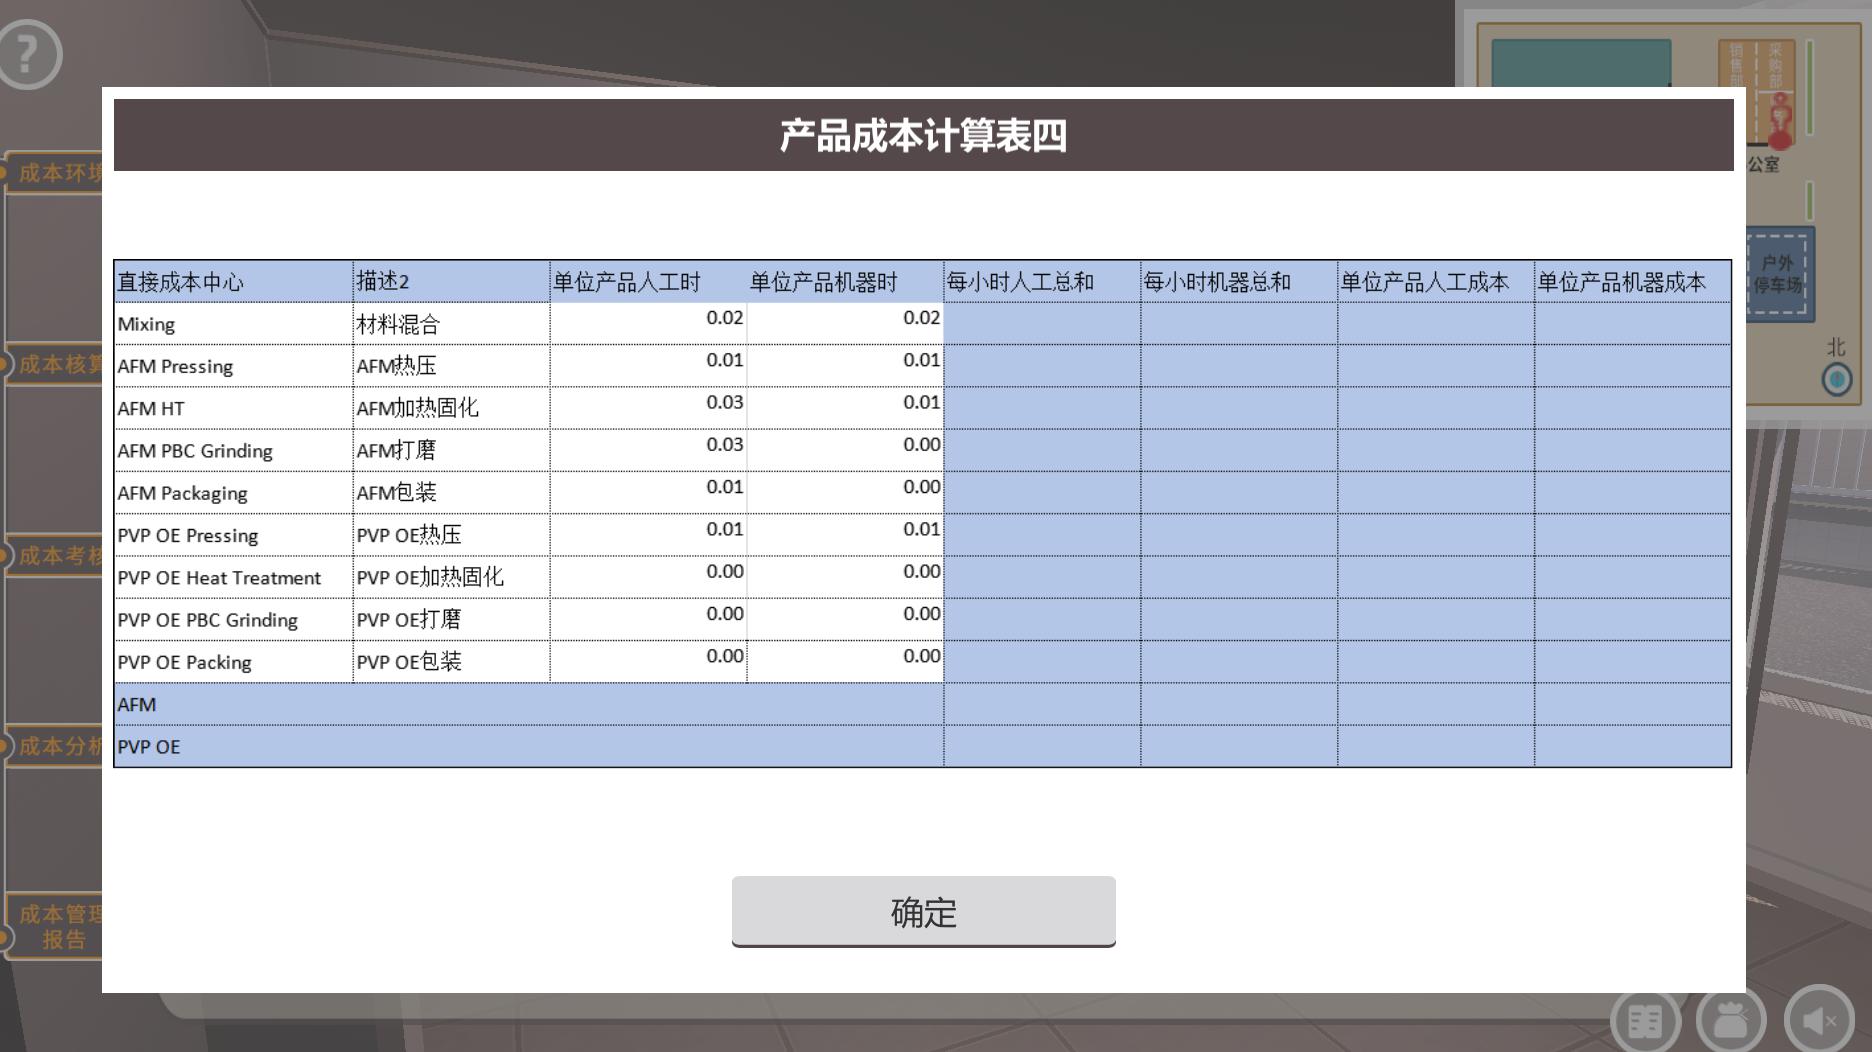 ?
销售部
采购部
产品成本计算表四
成本环境
公室
直接成本中心 描述2 单位产品人工时 单位产品机器时 每小时人工总和 每小时机器总和 单位产品人工成本 单位产品机器成本
户外
停车场
Mixing 材料混合 0.02 0.02
北
AFM Pressing AFM热压 0.01 0.01
成本核算
AFM HT AFM加热固化 0.03 0.01
AFM PBC Grinding AFM打磨 0.03 0.00
AFM Packaging AFM包装 0.01 0.00
PVP OE Pressing PVP OE热压 0.01 0.01
成本考核
PVP OE Heat Treatment PVP OE加热固化 0.00 0.00
PVP OE PBC Grinding PVP OE打磨 0.00 0.00
PVP OE Packing PVP OE包装 0.00 0.00
AFM
PVP OE
成本分析
确定
成本管理
报告